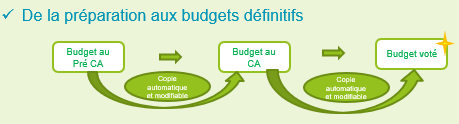 ✓ De la préparation aux budgets définitifs
Budget au
Pré CA
Budget au
CA
Budget voté
Copie
automatique
et modifiable
Copie
automatique
et modifiable